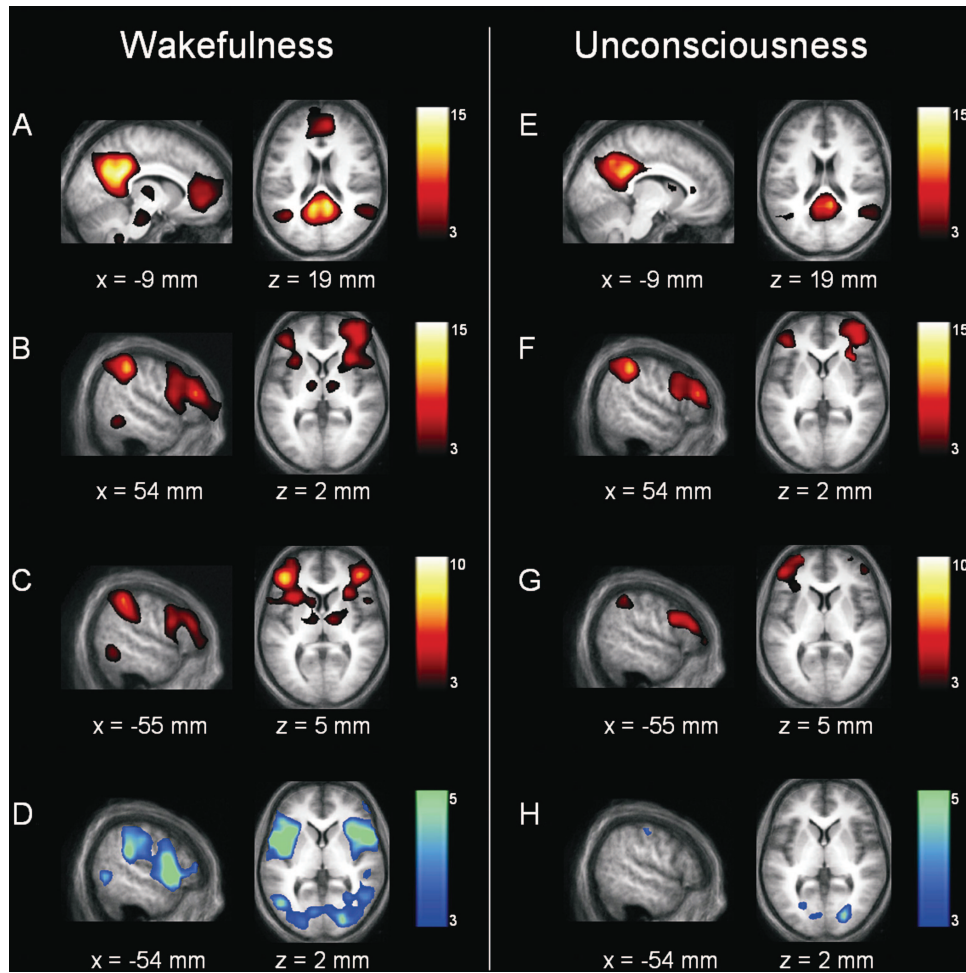 Wakefulness
Unconsciousness
A
15
3
x = -9 mm
z = 19 mm
E
15
3
x = -9 mm
z = 19 mm
B
15
3
x = 54 mm
z = 2 mm
F
15
3
x = 54 mm
z = 2 mm
C
10
3
x = -55 mm
z = 5 mm
G
10
3
x = -55 mm
z = 5 mm
D
5
3
x = -54 mm
z = 2 mm
H
5
3
x = -54 mm
z = 2 mm